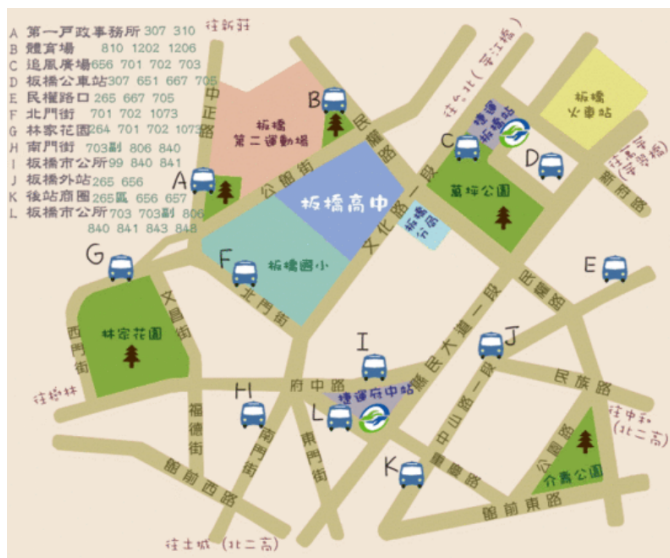 A 第一戶政事務所 307 310
B 體育場 810 1202 1206
C 追風廣場 656 701 702 703
D 板橋公車站 307 651 667 705
E 民權路口 265 667 705
F 北門街 701 702 1073
G 林家花園 264 701 702 1073
H 南門街 703副 806 840
I 板橋市公所 99 840 841
J 板橋外站 265 656
K 後站商圈 265區 656 657
L 板橋市公所 703 703副 806
840 841 843 848
往新莊
中正路
板橋
第二運動場
B
民權路
往台北(華江橋)
捷運
板橋站
板橋
火車站
C
D
往萬華
新府路
A
公園街
板橋高中
文化路一段
板橋
分局
萬坪公園
G
F
板橋國小
北門街
民權路
E
林家花園
文昌街
西門街
縣民大道一段
J
I
往樹林
府中路
捷運府中站
中山路一段
民族路
往中和
(北二高)
H
L
福德街
南門街
東門街
K
重慶路
公園路
介壽公園
館前西路
館前東路
往土城 (北二高)